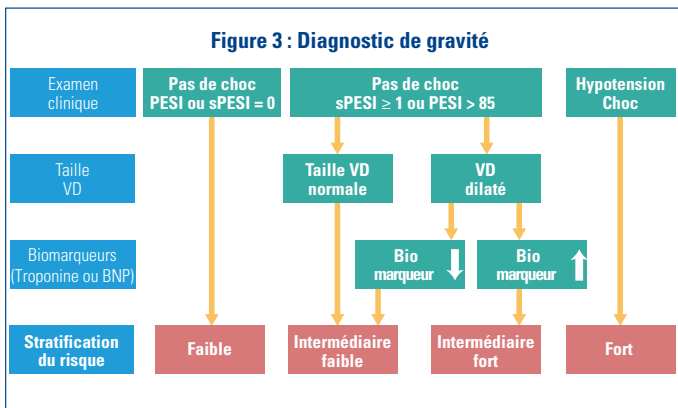 Figure 3 : Diagnostic de gravité
Examen
clinique
Pas de choc
PESI ou sPESI = 0
Pas de choc
sPESI ≥ 1 ou PESI > 85
Hypotension
Choc
Taille
VD
Taille VD
normale
VD
dilaté
Biomarqueurs
(Troponine ou BNP)
Bio
marqueur
Bio
marqueur
Stratification
du risque
Faible
Intermédiaire
faible
Intermédiaire
fort
Fort